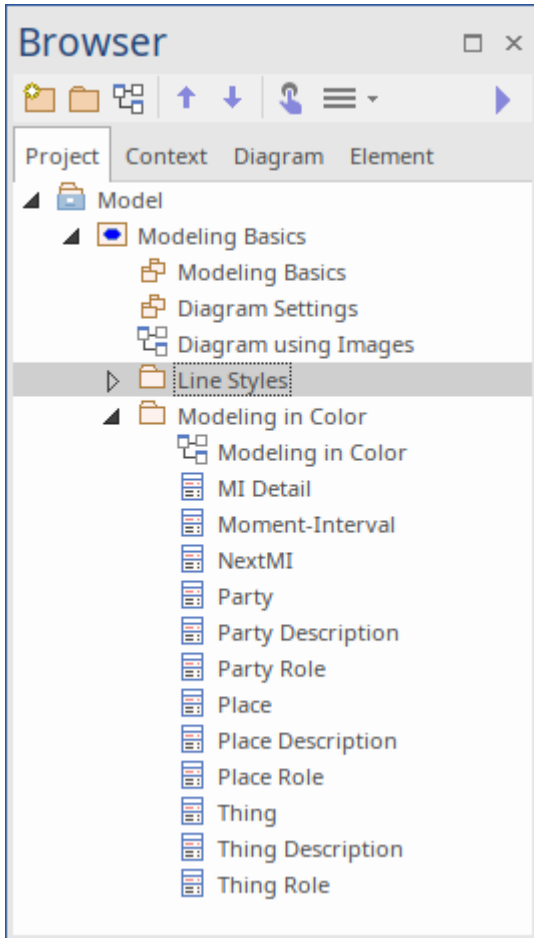 Browser
Project Context Diagram Element
Model
Modeling Basics
Modeling Basics
Diagram Settings
Diagram using Images
Line Styles
Modeling in Color
Modeling in Color
MI Detail
Moment-Interval
NextMI
Party
Party Description
Party Role
Place
Place Description
Place Role
Thing
Thing Description
Thing Role